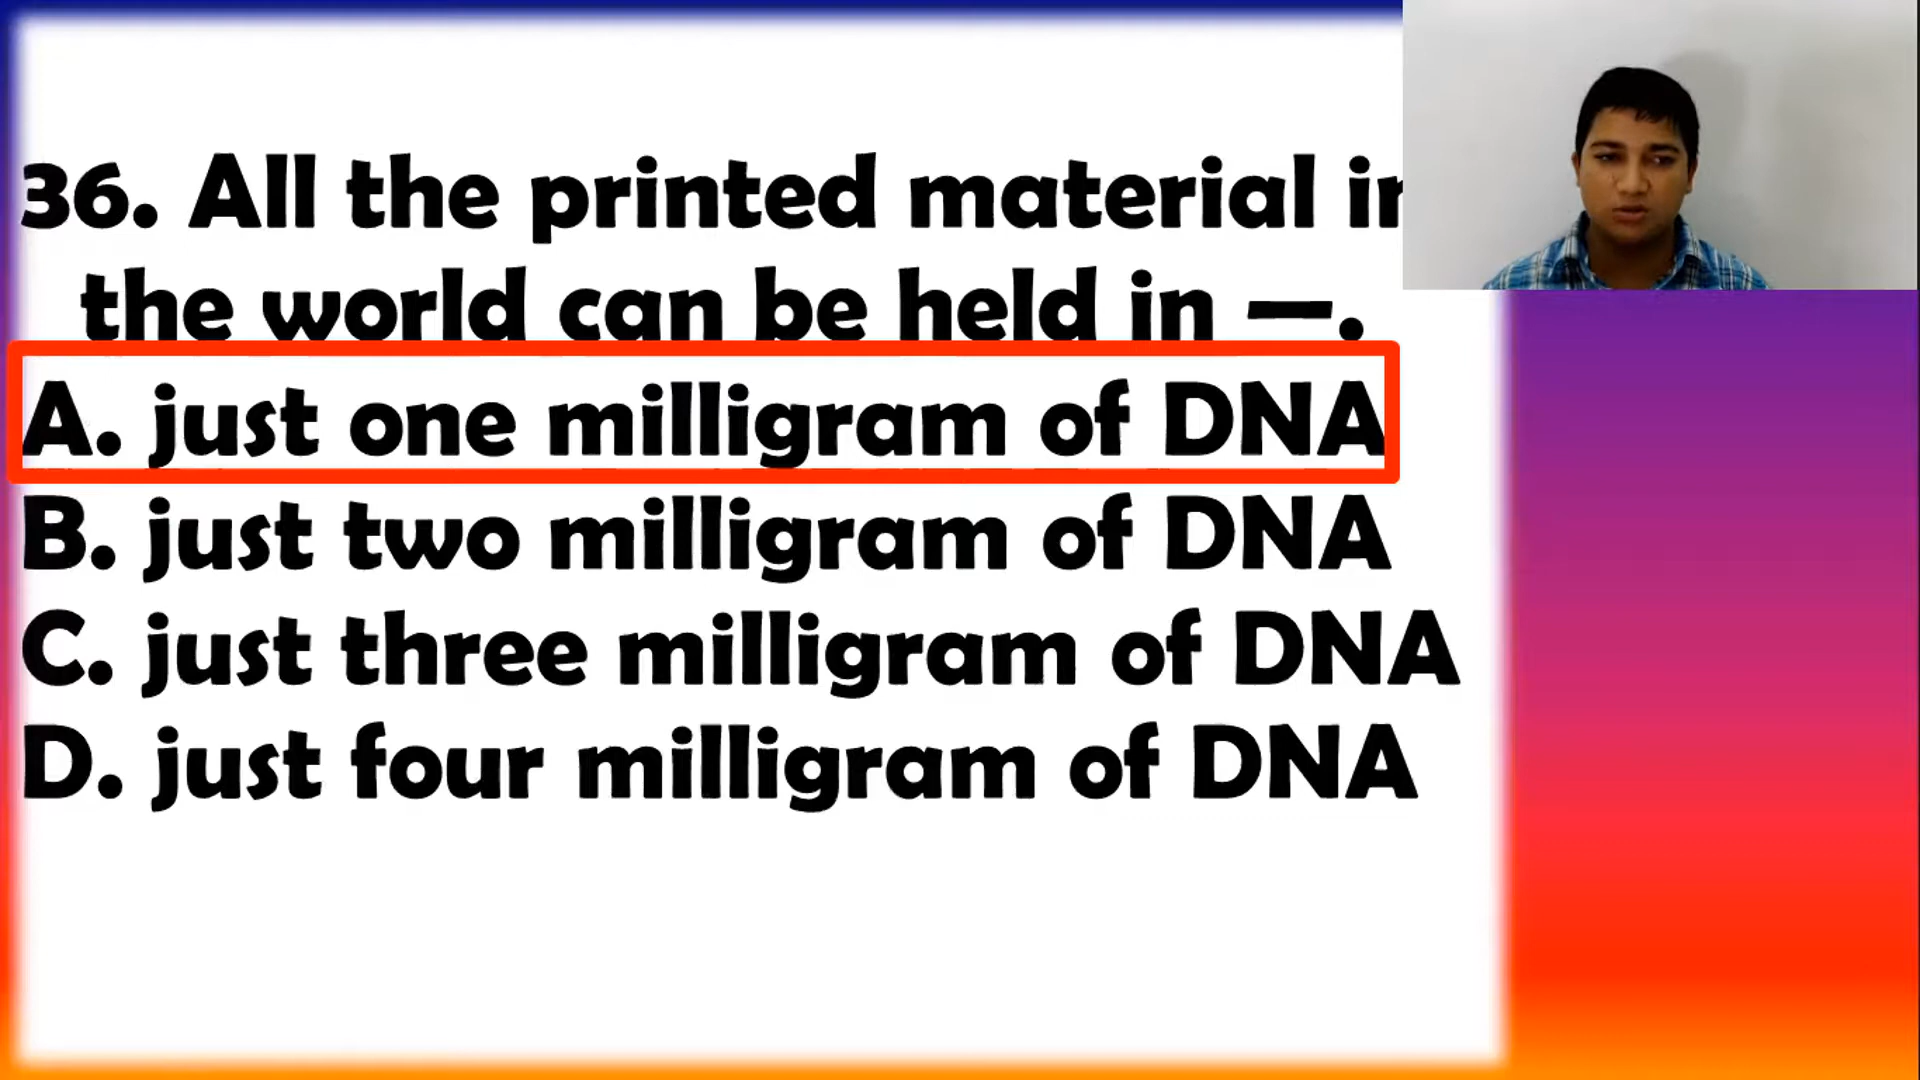 36. All the printed material in
the world can be held in —.
A. just one milligram of DNA
B. just two milligram of DNA
C. just three milligram of DNA
D. just four milligram of DNA